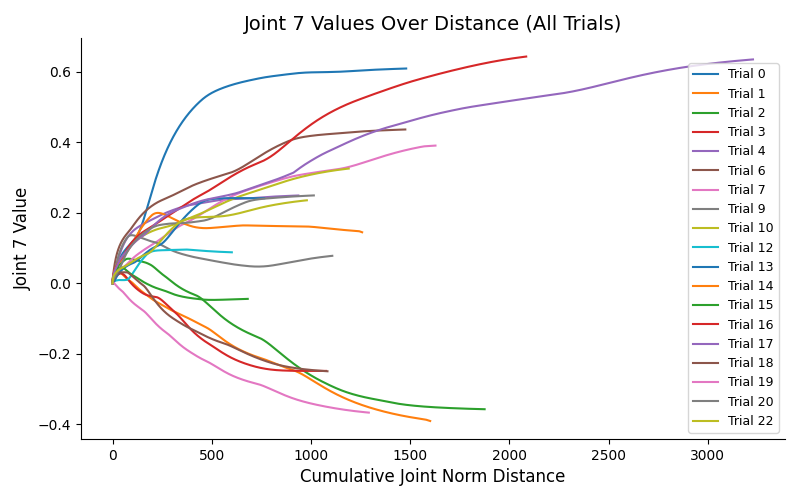 Joint 7 Values Over Distance (All Trials)
Joint 7 Value
0.6
0.4
0.2
0.0
−0.2
−0.4
0
500
1000
1500
2000
2500
3000
Cumulative Joint Norm Distance
Trial 0
Trial 1
Trial 2
Trial 3
Trial 4
Trial 6
Trial 7
Trial 9
Trial 10
Trial 12
Trial 13
Trial 14
Trial 15
Trial 16
Trial 17
Trial 18
Trial 19
Trial 20
Trial 22